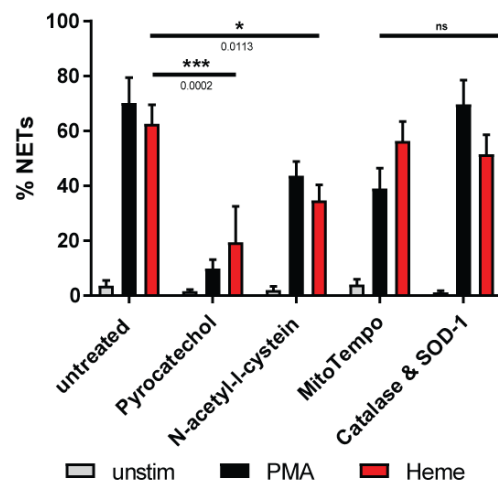 *
0.0113
ns
***
0.0002
% NETs
100
80
60
40
20
0
untreated
Pyrocatechol
N-acetyl-l-cystein
MitoTempo
Catalase & SOD-1
unstim PMA Heme